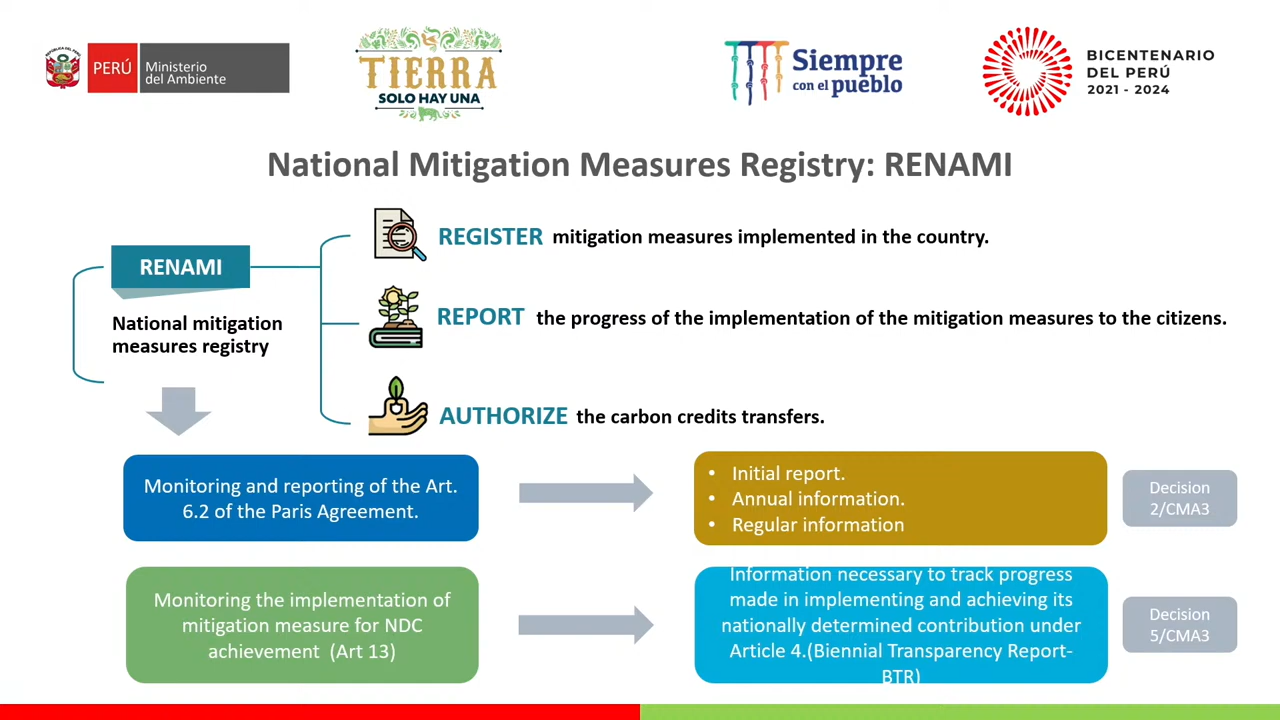 PERÚ
Ministerio
del Ambiente
TIERRA
SOLO HAY UNA
Siempre
con el pueblo
BICENTENARIO
DEL PERÚ
2021 - 2024
National Mitigation Measures Registry: RENAMI
RENAMI
National mitigation
measures registry
REGISTER mitigation measures implemented in the country.
REPORT the progress of the implementation of the mitigation measures to the citizens.
AUTHORIZE the carbon credits transfers.
Monitoring and reporting of the Art.
6.2 of the Paris Agreement.
• Initial report.
• Annual information.
• Regular information
Decision
2/CMA3
Monitoring the implementation of
mitigation measure for NDC
achievement (Art 13)
Information necessary to track progress
made in implementing and achieving its
nationally determined contribution under
Article 4.(Biennial Transparency Report-
BTR)
Decision
5/CMA3